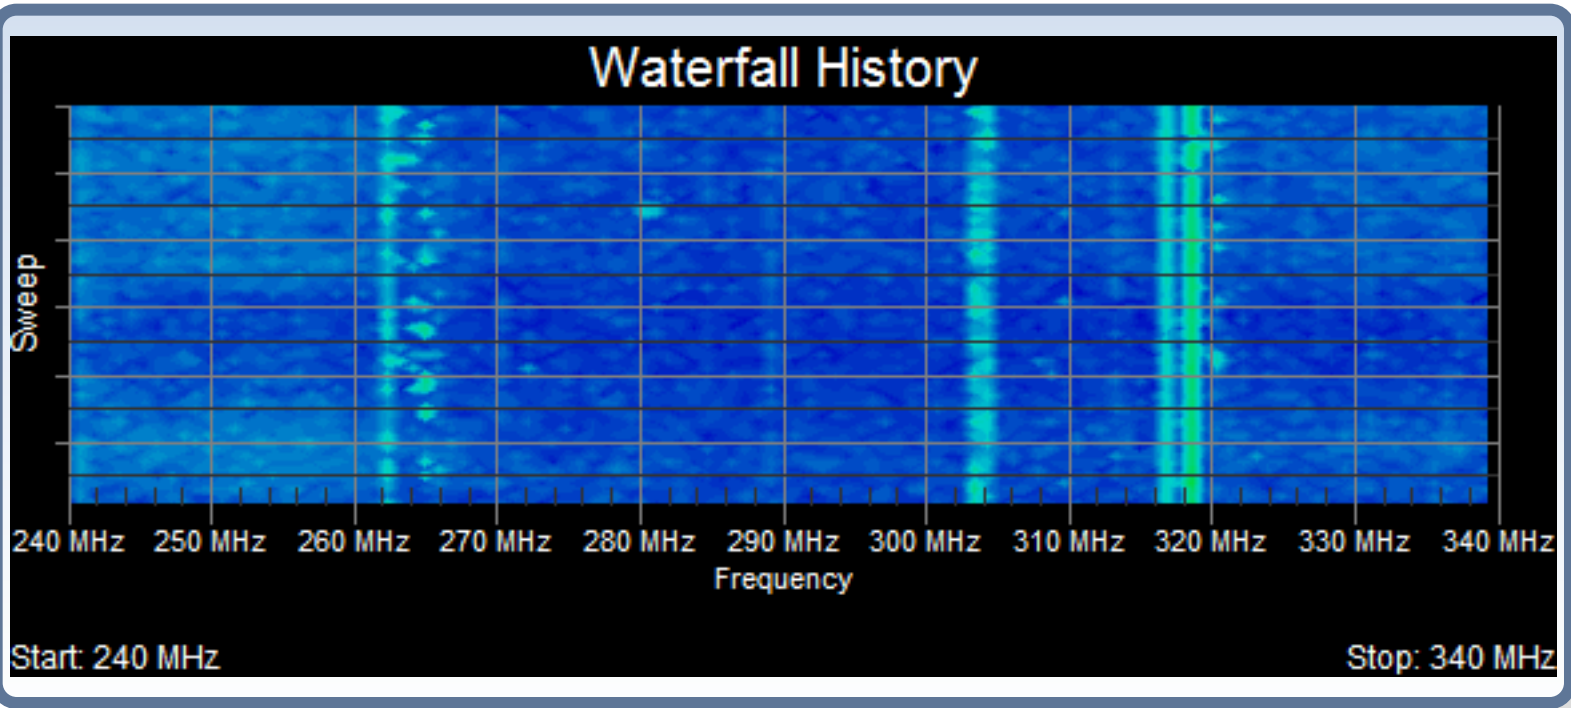 Waterfall History
Sweep
240 MHz 250 MHz 260 MHz 270 MHz 280 MHz 290 MHz 300 MHz 310 MHz 320 MHz 330 MHz 340 MHz
Frequency
Start: 240 MHz
Stop: 340 MHz